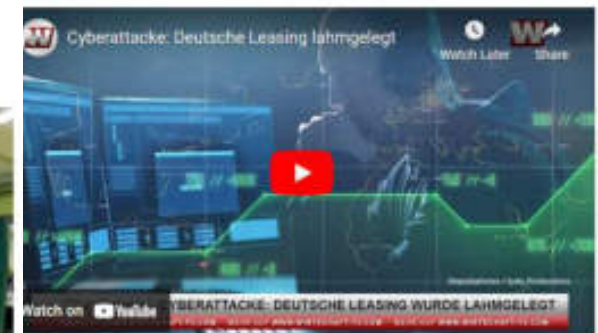 W
Cyberattacke: Deutsche Leasing lahmgelegt
W
Watch Later
Share
Watch on YouTube
YBERATTACKE: DEUTSCHE LEASING WURDE LAHMGELEGT